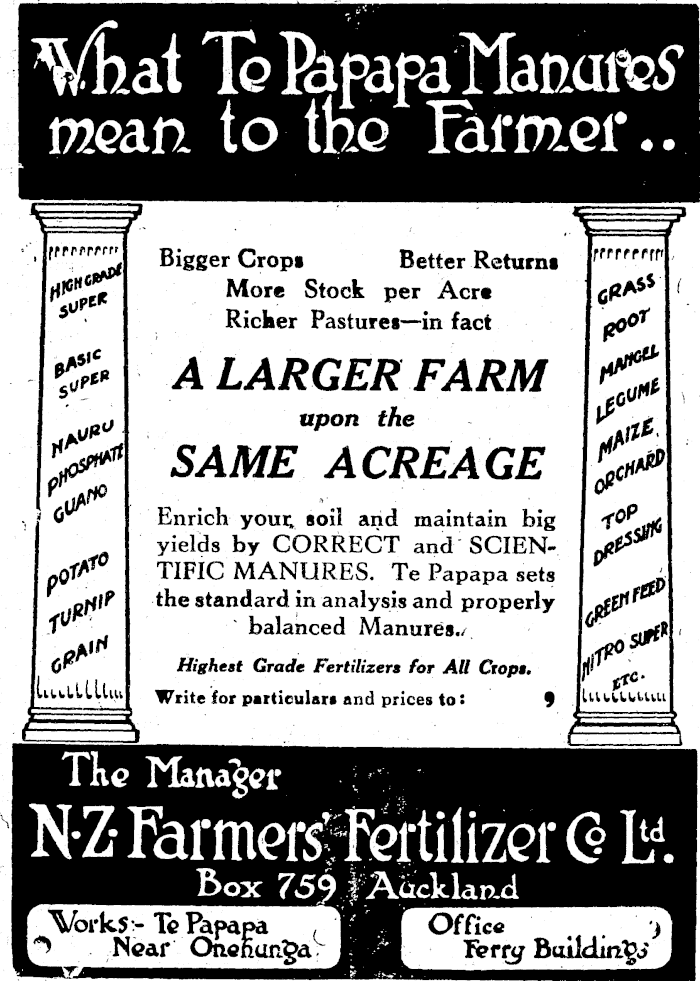 What Te Papapa Manures
mean to the Farmer..
HIGH GRADE
SUPER
BASIC
SUPER
NAURU
PHOSPHATE
GUANO
POTATO
TURNIP
GRAIN
Bigger Crops Better Returns
More Stock per Acre
Richer Pastures—in fact
A LARGER FARM
upon the
SAME ACREAGE
Enrich your soil and maintain big
yields by CORRECT and SCIEN-
TIFIC MANURES. Te Papapa sets
the standard in analysis and properly
balanced Manures.
Highest Grade Fertilizers for All Crops.
Write for particulars and prices to: 9
GRASS
ROOT
MANGEL
LEGUME
MAIZE
ORCHARD
TOP
DRESSING
GREEN FEED
NITRO SUPER
ETC.
The Manager
N·Z· Farmers' Fertilizer Co Ltd.
Box 759 Auckland
Works:- Te Papapa
Near Onehunga
Office
Ferry Buildings